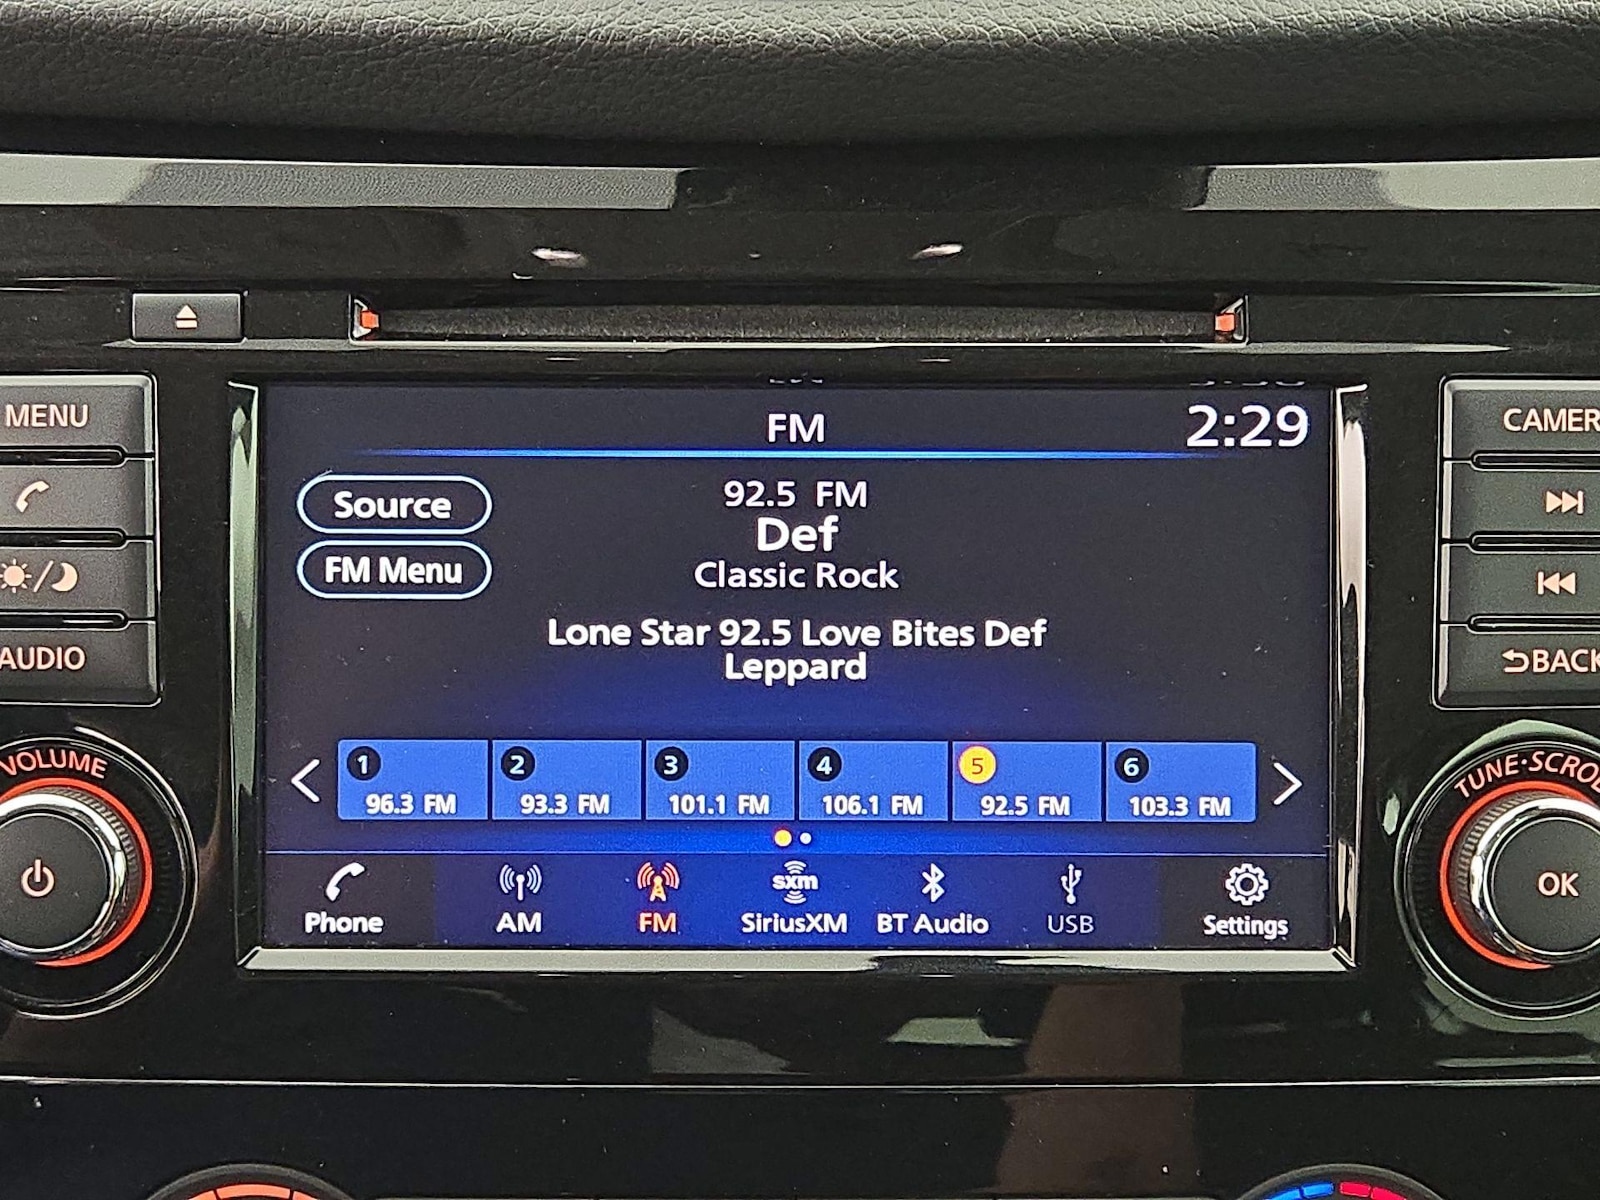 MENU
CAMER
FM
2:29
Source
92.5 FM
Def
FM Menu
Classic Rock
AUDIO
BACK
Lone Star 92.5 Love Bites Def
Leppard
VOLUME
TUNE·SCROL
1
2
3
4
5
6
96.3 FM
93.3 FM
101.1 FM
106.1 FM
92.5 FM
103.3 FM
OK
sxm
Phone
AM
FM
SiriusXM
BT Audio
USB
Settings